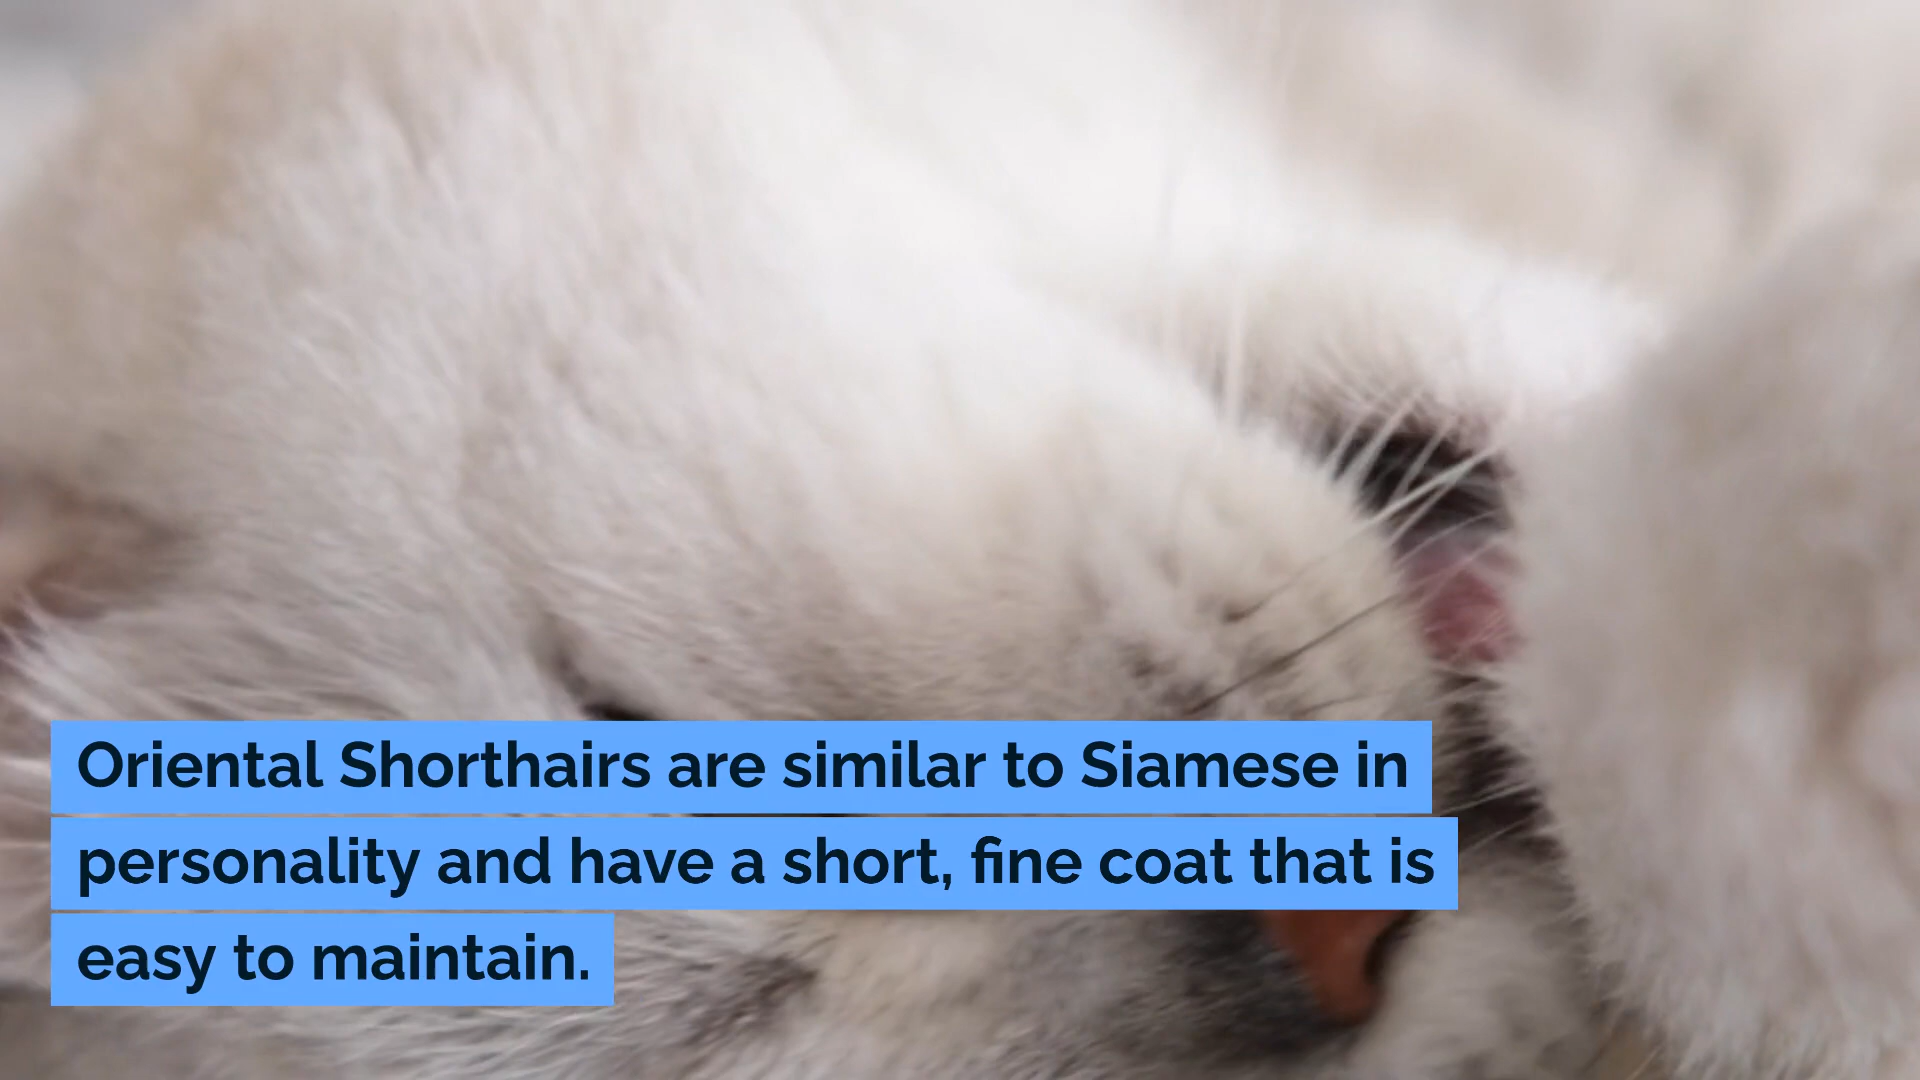 Oriental Shorthairs are similar to Siamese in
personality and have a short, fine coat that is
easy to maintain.